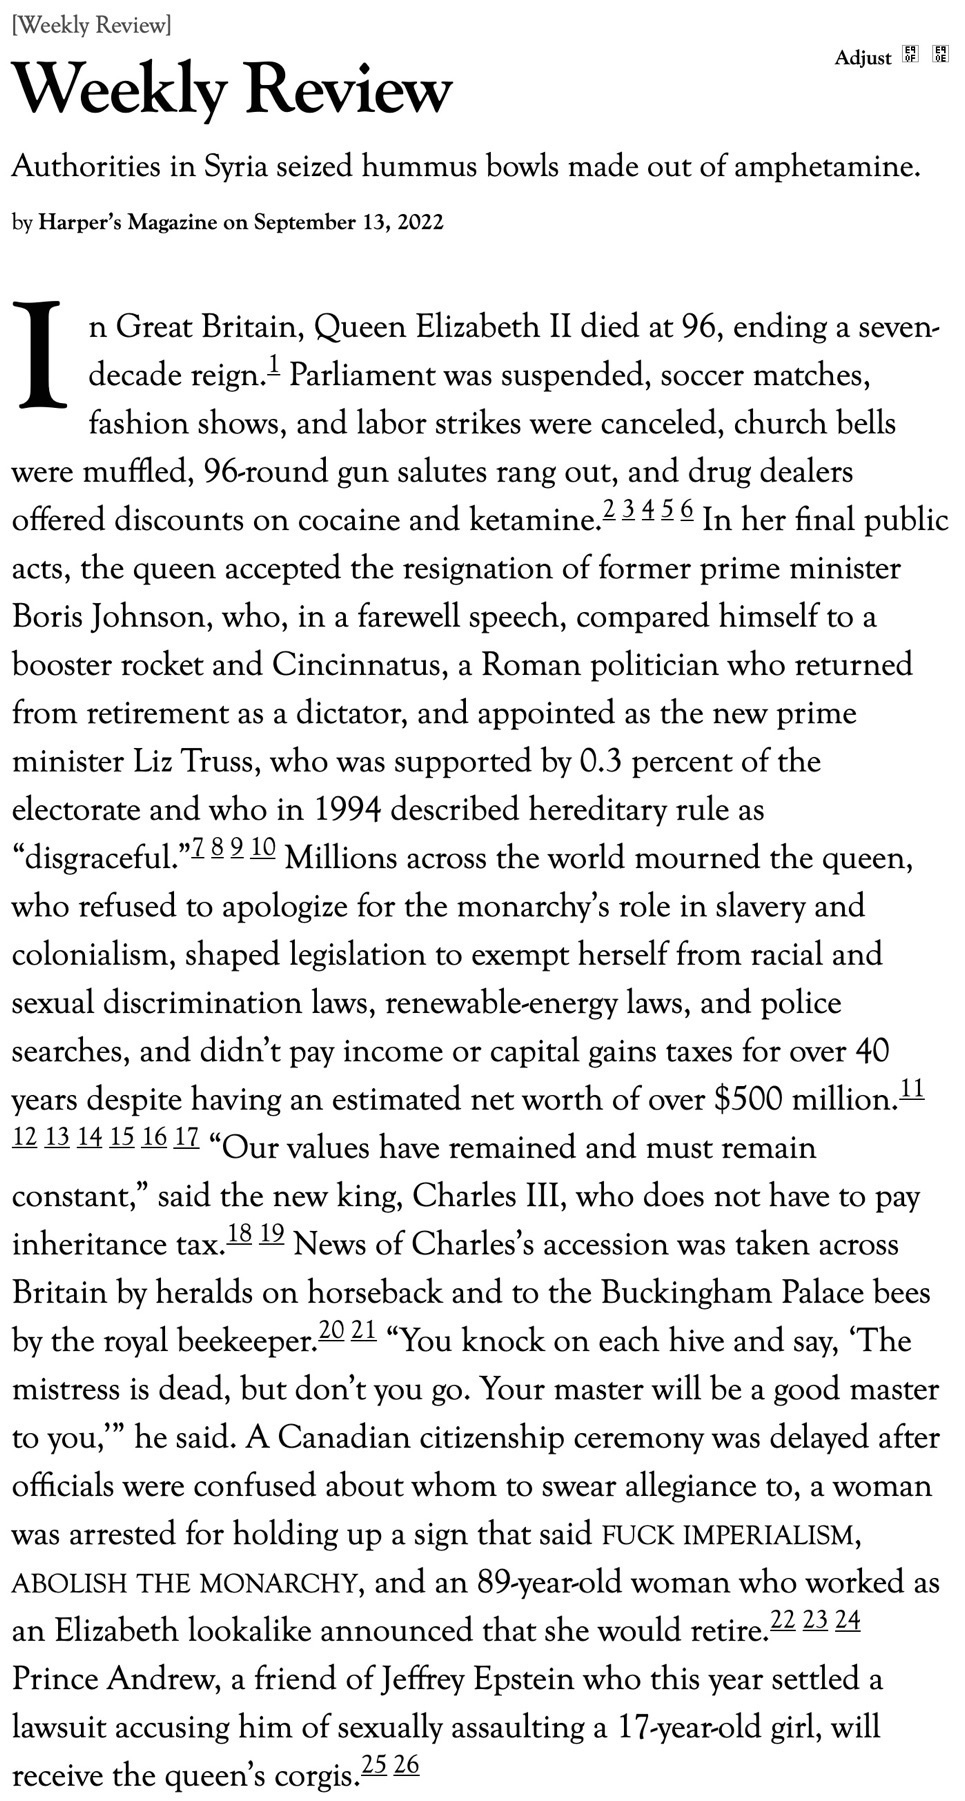 [Weekly Review]
Adjust
Weekly Review
Authorities in Syria seized hummus bowls made out of amphetamine.
by Harper’s Magazine on September 13, 2022
In Great Britain, Queen Elizabeth II died at 96, ending a seven-
decade reign.1 Parliament was suspended, soccer matches,
fashion shows, and labor strikes were canceled, church bells
were muffled, 96-round gun salutes rang out, and drug dealers
offered discounts on cocaine and ketamine.2 3 4 5 6 In her final public
acts, the queen accepted the resignation of former prime minister
Boris Johnson, who, in a farewell speech, compared himself to a
booster rocket and Cincinnatus, a Roman politician who returned
from retirement as a dictator, and appointed as the new prime
minister Liz Truss, who was supported by 0.3 percent of the
electorate and who in 1994 described hereditary rule as
“disgraceful.”7 8 9 10 Millions across the world mourned the queen,
who refused to apologize for the monarchy’s role in slavery and
colonialism, shaped legislation to exempt herself from racial and
sexual discrimination laws, renewable-energy laws, and police
searches, and didn’t pay income or capital gains taxes for over 40
years despite having an estimated net worth of over $500 million.11
12 13 14 15 16 17 “Our values have remained and must remain
constant,” said the new king, Charles III, who does not have to pay
inheritance tax.18 19 News of Charles’s accession was taken across
Britain by heralds on horseback and to the Buckingham Palace bees
by the royal beekeeper.20 21 “You knock on each hive and say, ‘The
mistress is dead, but don’t you go. Your master will be a good master
to you,’” he said. A Canadian citizenship ceremony was delayed after
officials were confused about whom to swear allegiance to, a woman
was arrested for holding up a sign that said FUCK IMPERIALISM,
ABOLISH THE MONARCHY, and an 89-year-old woman who worked as
an Elizabeth lookalike announced that she would retire.22 23 24
Prince Andrew, a friend of Jeffrey Epstein who this year settled a
lawsuit accusing him of sexually assaulting a 17-year-old girl, will
receive the queen’s corgis.25 26